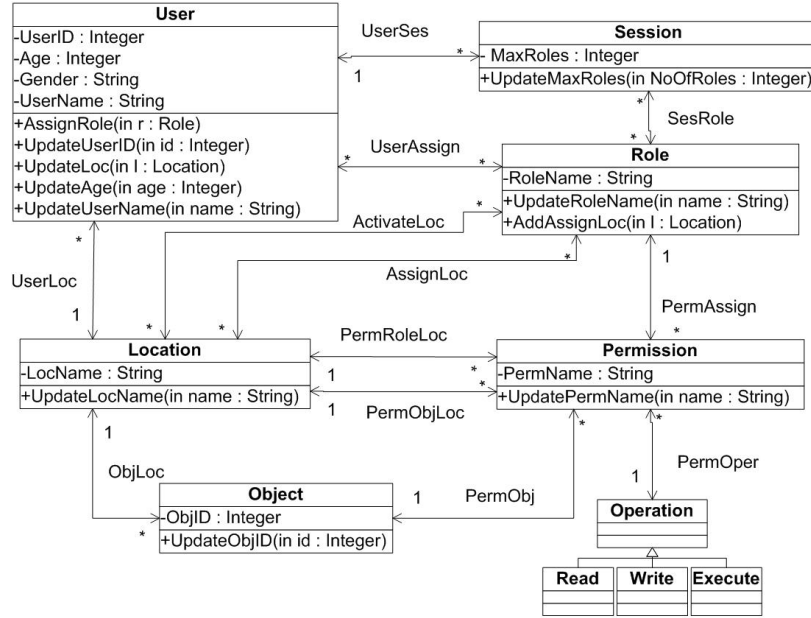 User
-UserID : Integer
-Age : Integer
-Gender : String
-UserName : String
+AssignRole(in r : Role)
+UpdateUserID(in id : Integer)
+UpdateLoc(in l : Location)
+UpdateAge(in age : Integer)
+UpdateUserName(in name : String)
UserSes
1
*
Session
- MaxRoles : Integer
+UpdateMaxRoles(in NoOfRoles : Integer)
*
*
SesRole
UserAssign
*
*
Role
-RoleName : String
+UpdateRoleName(in name : String)
+AddAssignLoc(in l : Location)
ActivateLoc
*
*
AssignLoc
*
*
UserLoc
*
1
1
PermAssign
*
Location
-LocName : String
+UpdateLocName(in name : String)
PermRoleLoc
1
*
*
1
PermObjLoc
Permission
-PermName : String
+UpdatePermName(in name : String)
1
ObjLoc
*
Object
-ObjID : Integer
+UpdateObjID(in id : Integer)
1
PermObj
*
*
PermOper
1
Operation
Read
Write
Execute